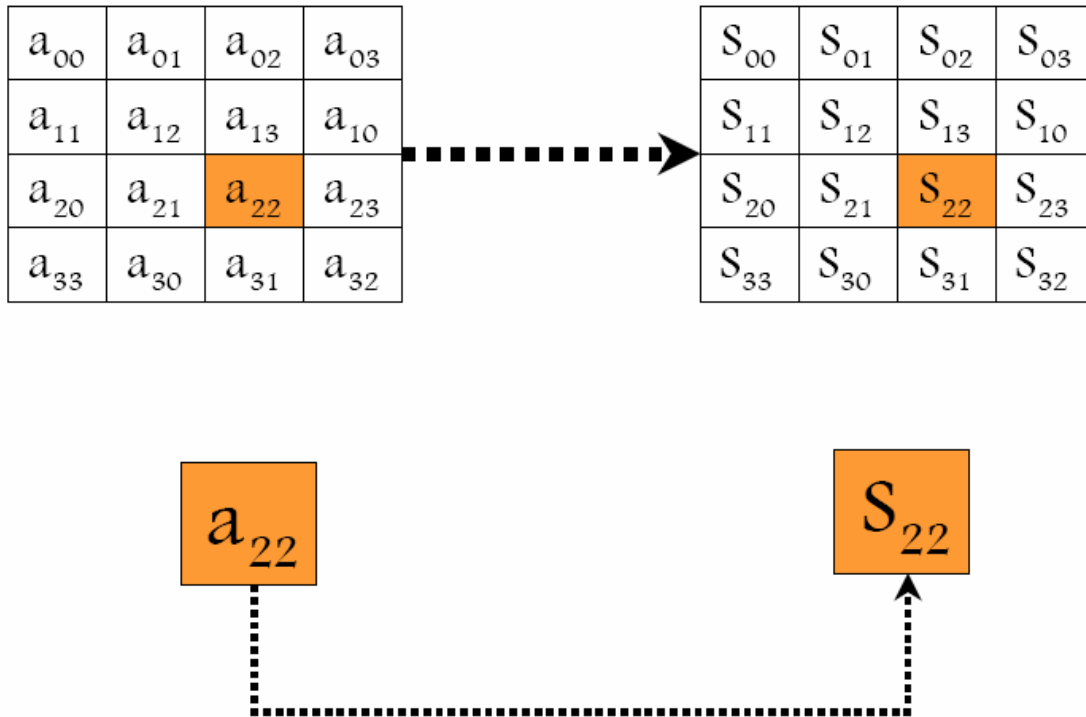 a₀₀ a₀₁ a₀₂ a₀₃ S₀₀ S₀₁ S₀₂ S₀₃
a₁₁ a₁₂ a₁₃ a₁₀ S₁₁ S₁₂ S₁₃ S₁₀
a₂₀ a₂₁ a₂₂ a₂₃ S₂₀ S₂₁ S₂₂ S₂₃
a₃₃ a₃₀ a₃₁ a₃₂ S₃₃ S₃₀ S₃₁ S₃₂
a₂₂ S₂₂